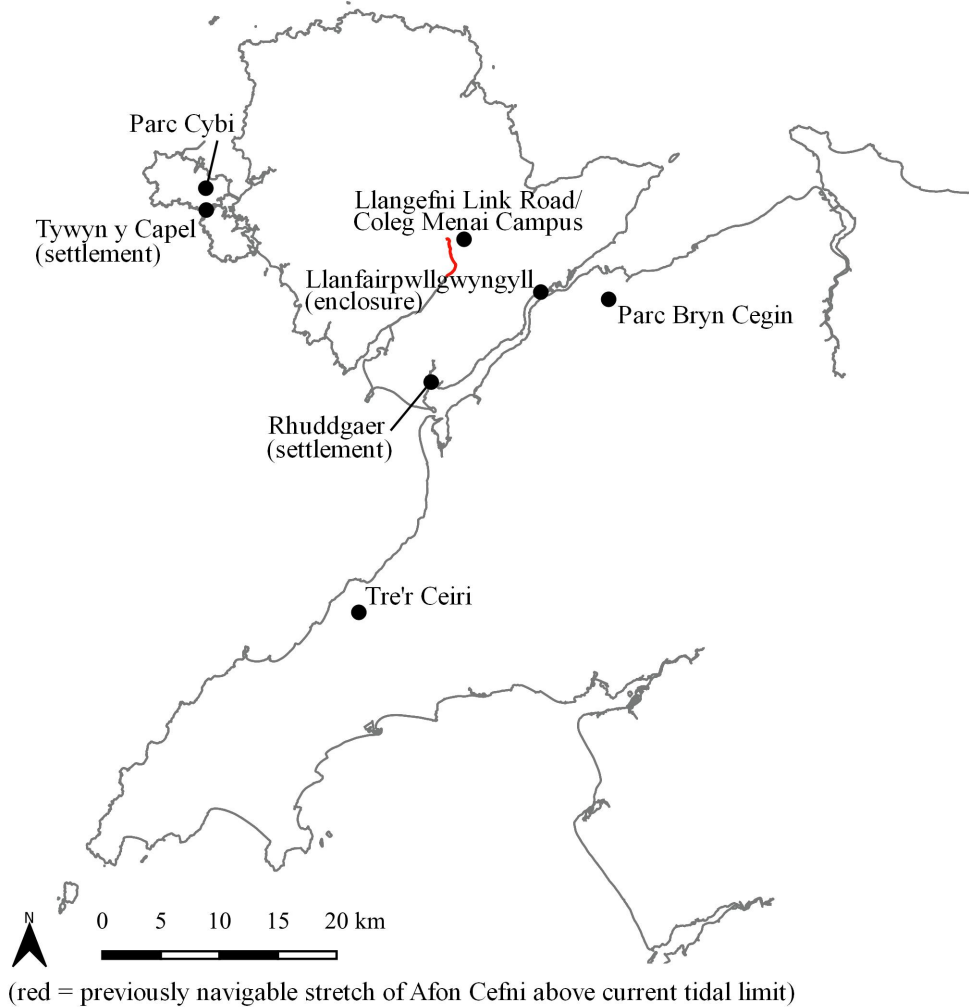 Parc Cybi
Tywyn y Capel
(settlement)
Llangefni Link Road/
Coleg Menai Campus
Llanfairpwllgwyngyll
(enclosure)
Parc Bryn Cegin
Rhuddgaer
(settlement)
Tre'r Ceiri
N
0 5 10 15 20 km
(red = previously navigable stretch of Afon Cefni above current tidal limit)